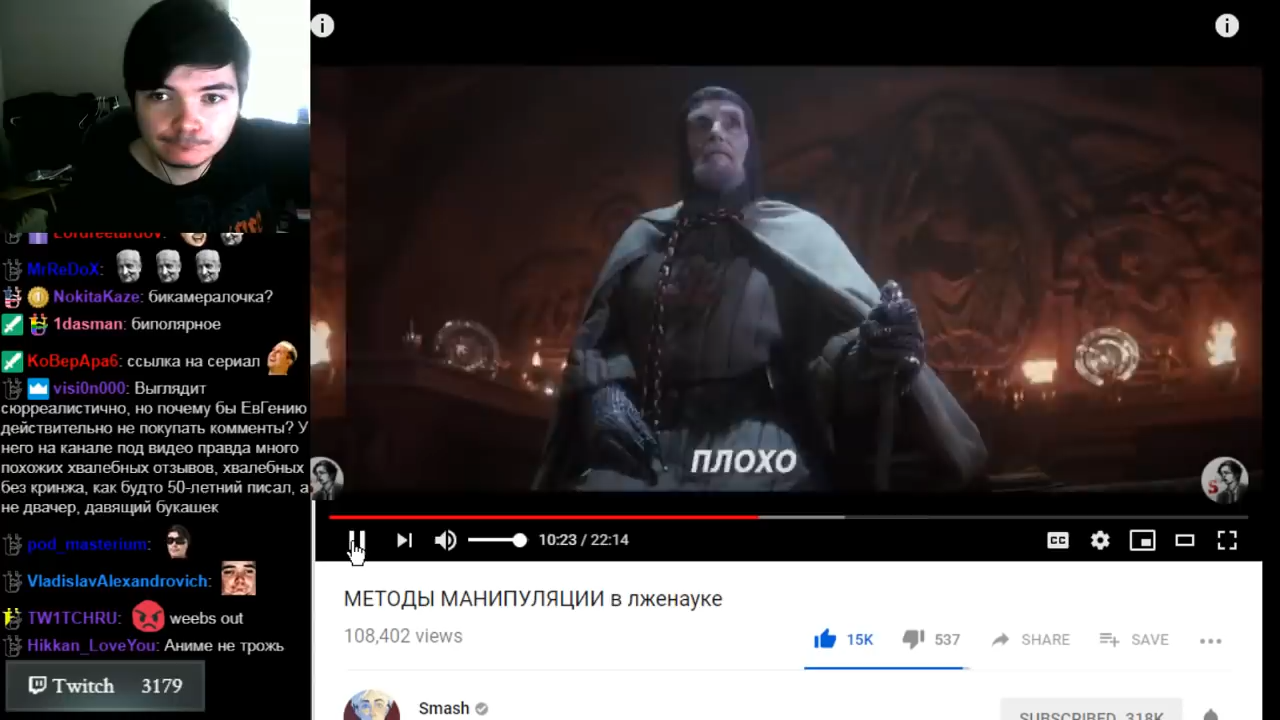 MrReDoX:
NokitaKaze: бикамералочка?
1dasman: биполярное
KoBepApa6: ссылка на сериал
visi0n000: Выглядит
сюрреалистично, но почему бы ЕвГению
действительно не покупать комменты? У
него на канале под видео правда много
похожих хвалебных отзывов, хвалебных
без кринжа, как будто 50-летний писал, а
не двачер, давящий букашек
pod_masterium:
VladislavAlexandrovich:
TW1TCHRU: weebs out
Hikkan_LoveYou: Аниме не трожь
Twitch 3179
ПЛОХО
10:23 / 22:14
CC
МЕТОДЫ МАНИПУЛЯЦИИ в лженауке
108,402 views
15K 537 SHARE SAVE
Smash
SUBSCRIBED 318K